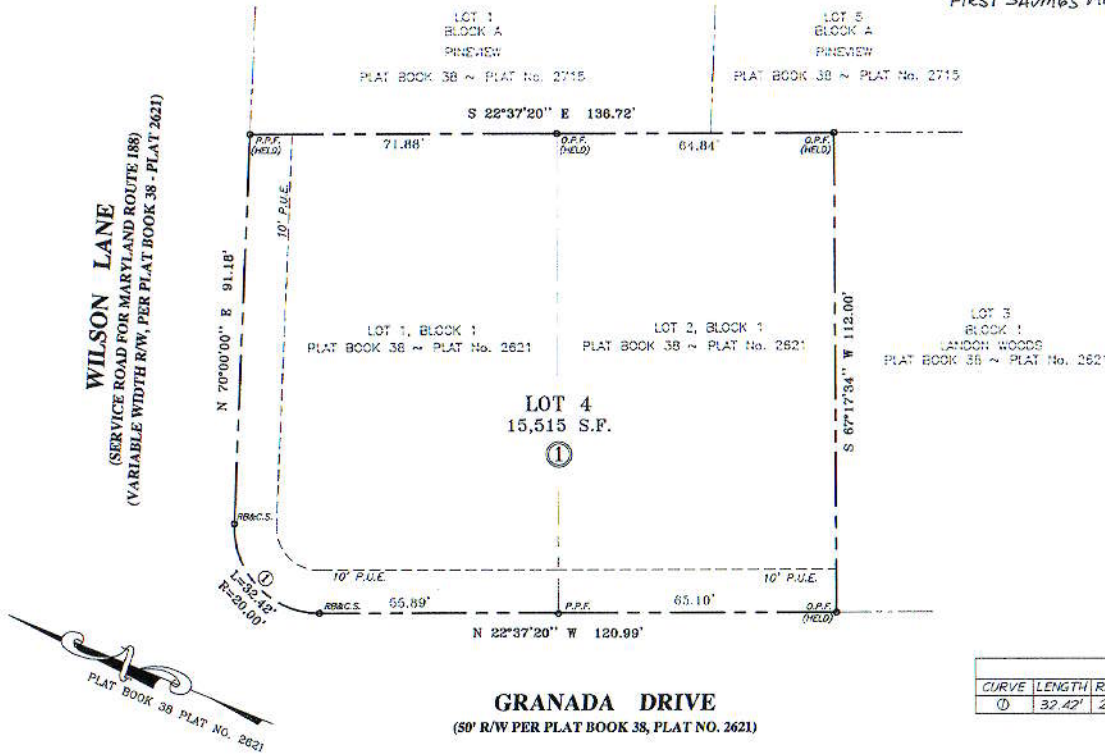 LOT 1
BLOCK A
PINEVIEW
PLAT BOOK 38 ~ PLAT No. 2715
LOT 5
BLOCK A
PINEVIEW
PLAT BOOK 38 ~ PLAT No. 2715
S 22°37'20" E 136.72'
P.P.F.
(HELD)
71.88'
O.P.F.
(HELD)
64.84'
O.P.F.
(HELD)
10' P.U.E.
WILSON LANE
(SERVICE ROAD FOR MARYLAND ROUTE 188)
(VARIABLE WIDTH R/W, PER PLAT BOOK 38 - PLAT 2621)
N 70°00'00" E 91.18'
LOT 1, BLOCK 1
PLAT BOOK 38 ~ PLAT No. 2621
LOT 2, BLOCK 1
PLAT BOOK 38 ~ PLAT No. 2621
S 67°17'34" W 112.00'
LOT 3
BLOCK 1
LANDON WOODS
PLAT BOOK 38 ~ PLAT No. 2621
LOT 4
15,515 S.F.
①
RB&C.S.
①
L=32.42'
R=20.00'
10' P.U.E.
10' P.U.E.
RB&C.S.
55.89'
P.P.F.
65.10'
O.P.F.
(HELD)
N 22°37'20" W 120.99'
PLAT BOOK 38 PLAT NO. 2621
GRANADA DRIVE
(50' R/W PER PLAT BOOK 38, PLAT NO. 2621)
CURVE LENGTH
① 32.42'